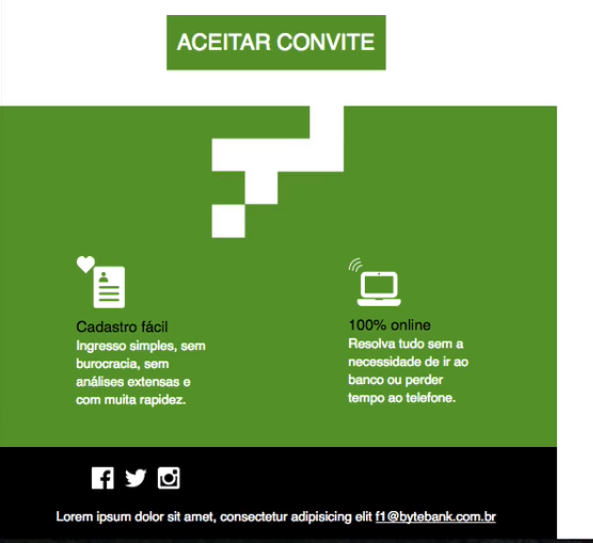 ACEITAR CONVITE
Cadastro fácil
Ingresso simples, sem
burocracia, sem
análises extensas e
com muita rapidez.
100% online
Resolva tudo sem a
necessidade de ir ao
banco ou perder
tempo ao telefone.
Lorem ipsum dolor sit amet, consectetur adipisicing elit f1@bytebank.com.br